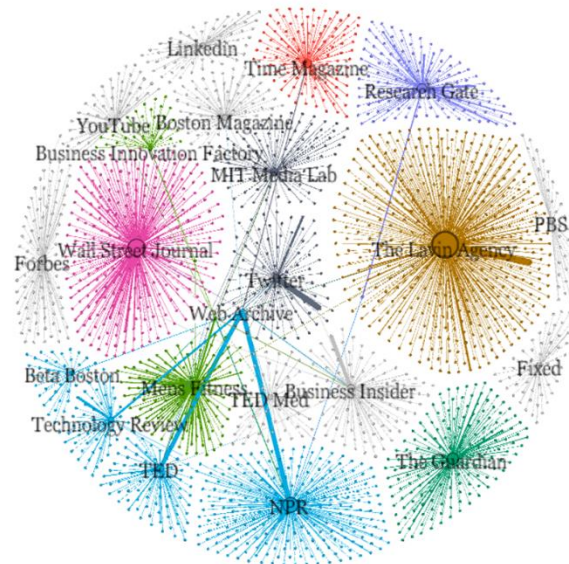 Linkedin
Time Magazine
Research Gate
YouTube
Boston Magazine
Business Innovation Factory
MIT Media Lab
PBS
Wall Street Journal
The Lavin Agency
Forbes
Twitter
Web Archive
Fixed
Beta Boston
Mens Fitness
Business Insider
TED Med
Technology Review
The Guardian
TED
NPR